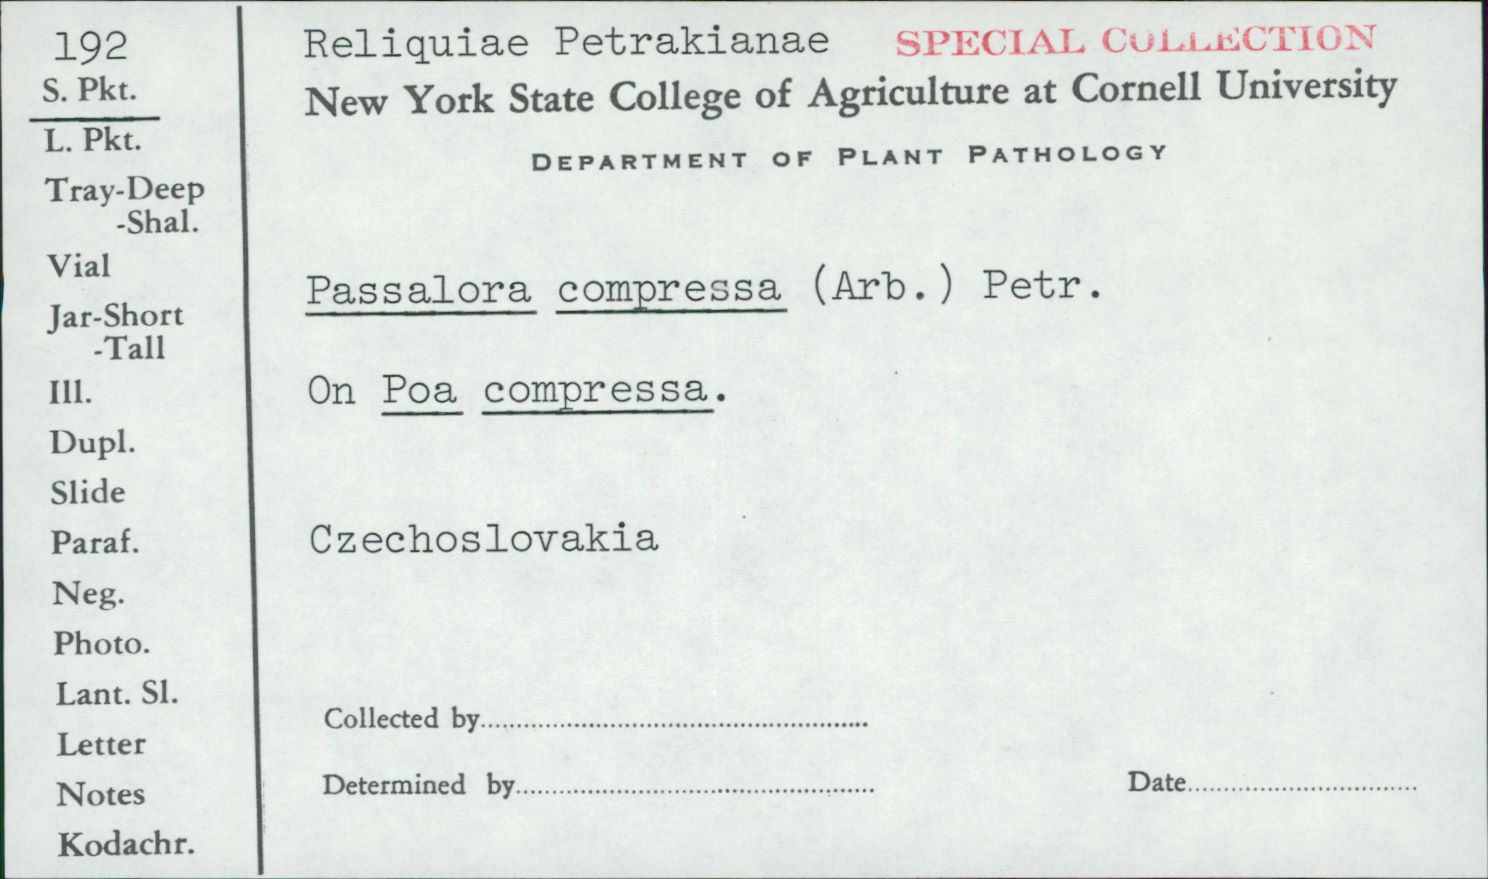 192
S. Pkt.
L. Pkt.
Tray-Deep
-Shal.
Vial
Jar-Short
-Tall
Ill.
Dupl.
Slide
Paraf.
Neg.
Photo.
Lant. Sl.
Letter
Notes
Kodachr.
Reliquiae Petrakianae SPECIAL COLLECTION
New York State College of Agriculture at Cornell University
DEPARTMENT OF PLANT PATHOLOGY
Passalora compressa (Arb.) Petr.
On Poa compressa.
Czechoslovakia
Collected by
Determined by Date